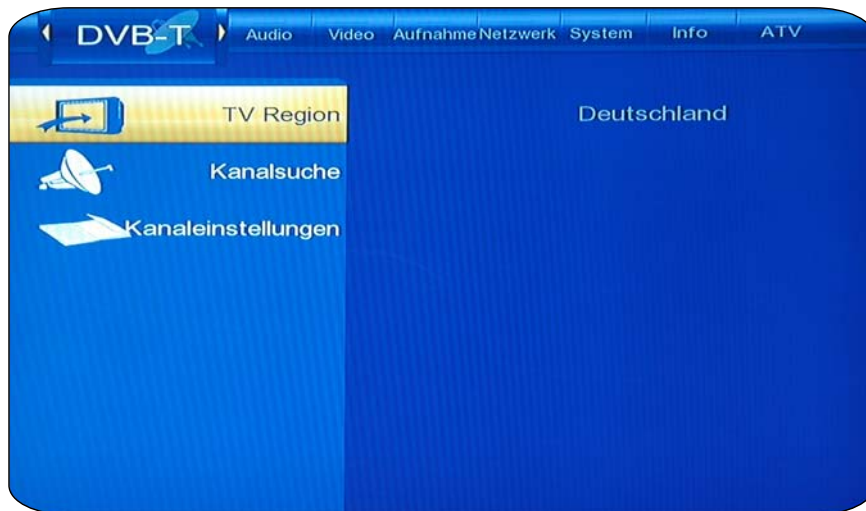 DVB-T Audio Video Aufnahme Netzwerk System Info ATV
TV Region Deutschland
Kanalsuche
Kanaleinstellungen